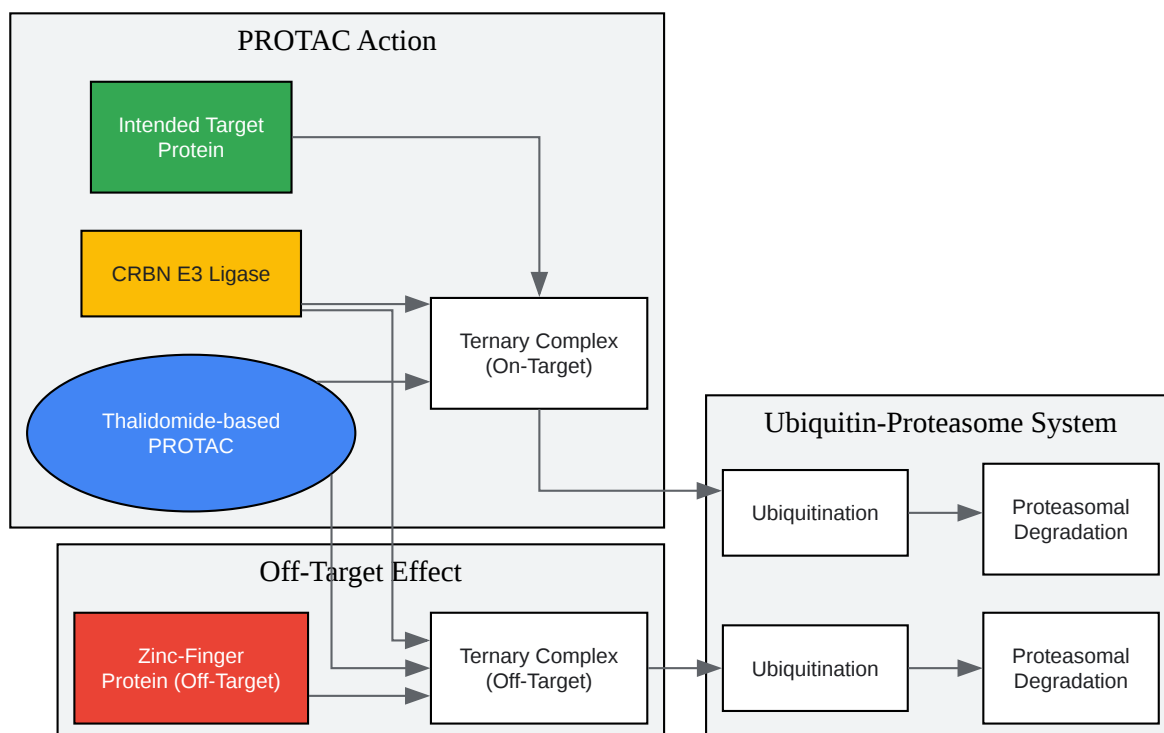 PROTAC Action
Intended Target
Protein
CRBN E3 Ligase
Ternary Complex
(On-Target)
Thalidomide-based
PROTAC
Ubiquitin-Proteasome System
Ubiquitination
Proteasomal
Degradation
Off-Target Effect
Zinc-Finger
Protein (Off-Target)
Ternary Complex
(Off-Target)
Ubiquitination
Proteasomal
Degradation